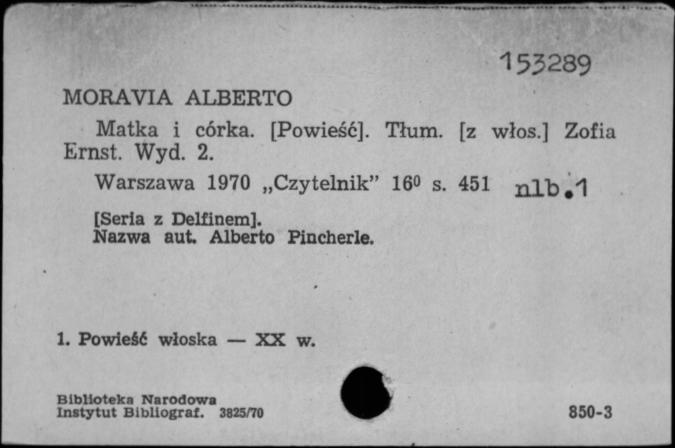 153289
MORAVIA ALBERTO
Matka i córka. [Powieść]. Tłum. [z włos.] Zofia
Ernst. Wyd. 2.
Warszawa 1970 „Czytelnik” 16⁰ s. 451 nlb.1
[Seria z Delfinem].
Nazwa aut. Alberto Pincherle.
1. Powieść włoska — XX w.
Biblioteka Narodowa
Instytut Bibliograf. 3825/70 850-3